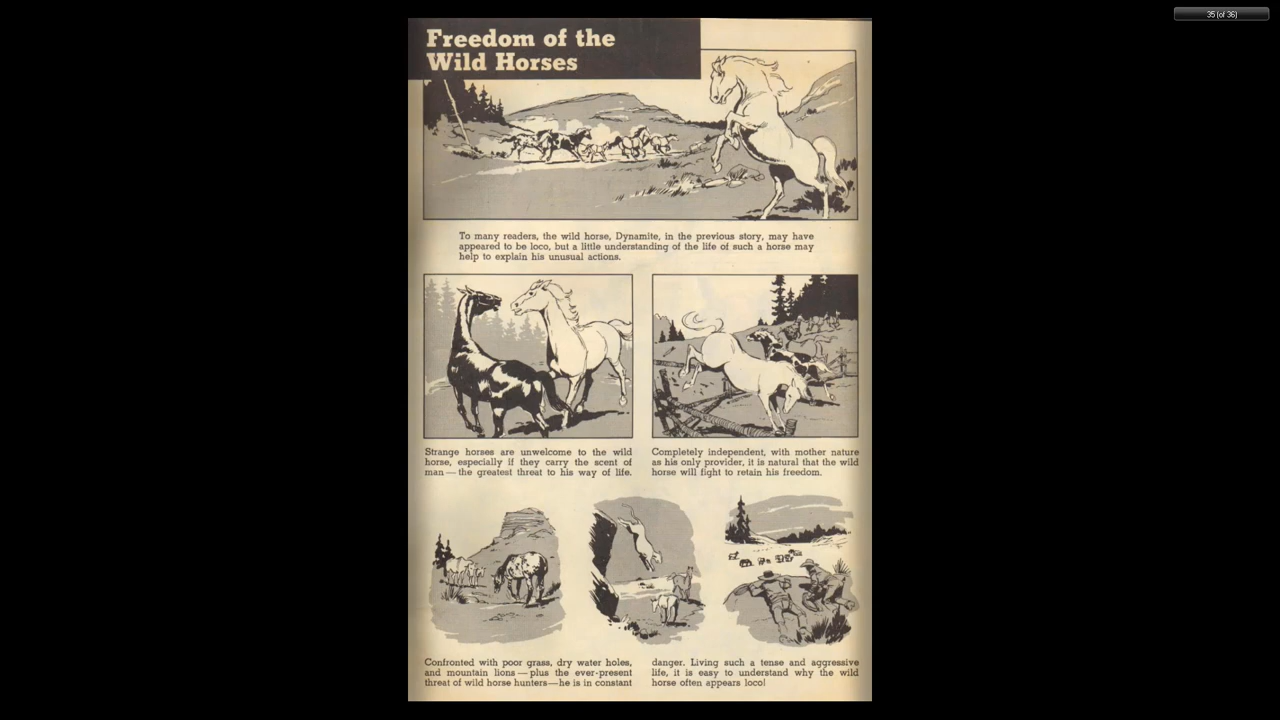 35 (of 36)
Freedom of the
Wild Horses
To many readers, the wild horse, Dynamite, in the previous story, may have
appeared to be loco, but a little understanding of the life of such a horse may
help to explain his unusual actions.
Strange horses are unwelcome to the wild
horse, especially if they carry the scent of
man — the greatest threat to his way of life.
Completely independent, with mother nature
as his only provider, it is natural that the wild
horse will fight to retain his freedom.
Confronted with poor grass, dry water holes,
and mountain lions — plus the ever-present
threat of wild horse hunters—he is in constant
danger. Living such a tense and aggressive
life, it is easy to understand why the wild
horse often appears loco!